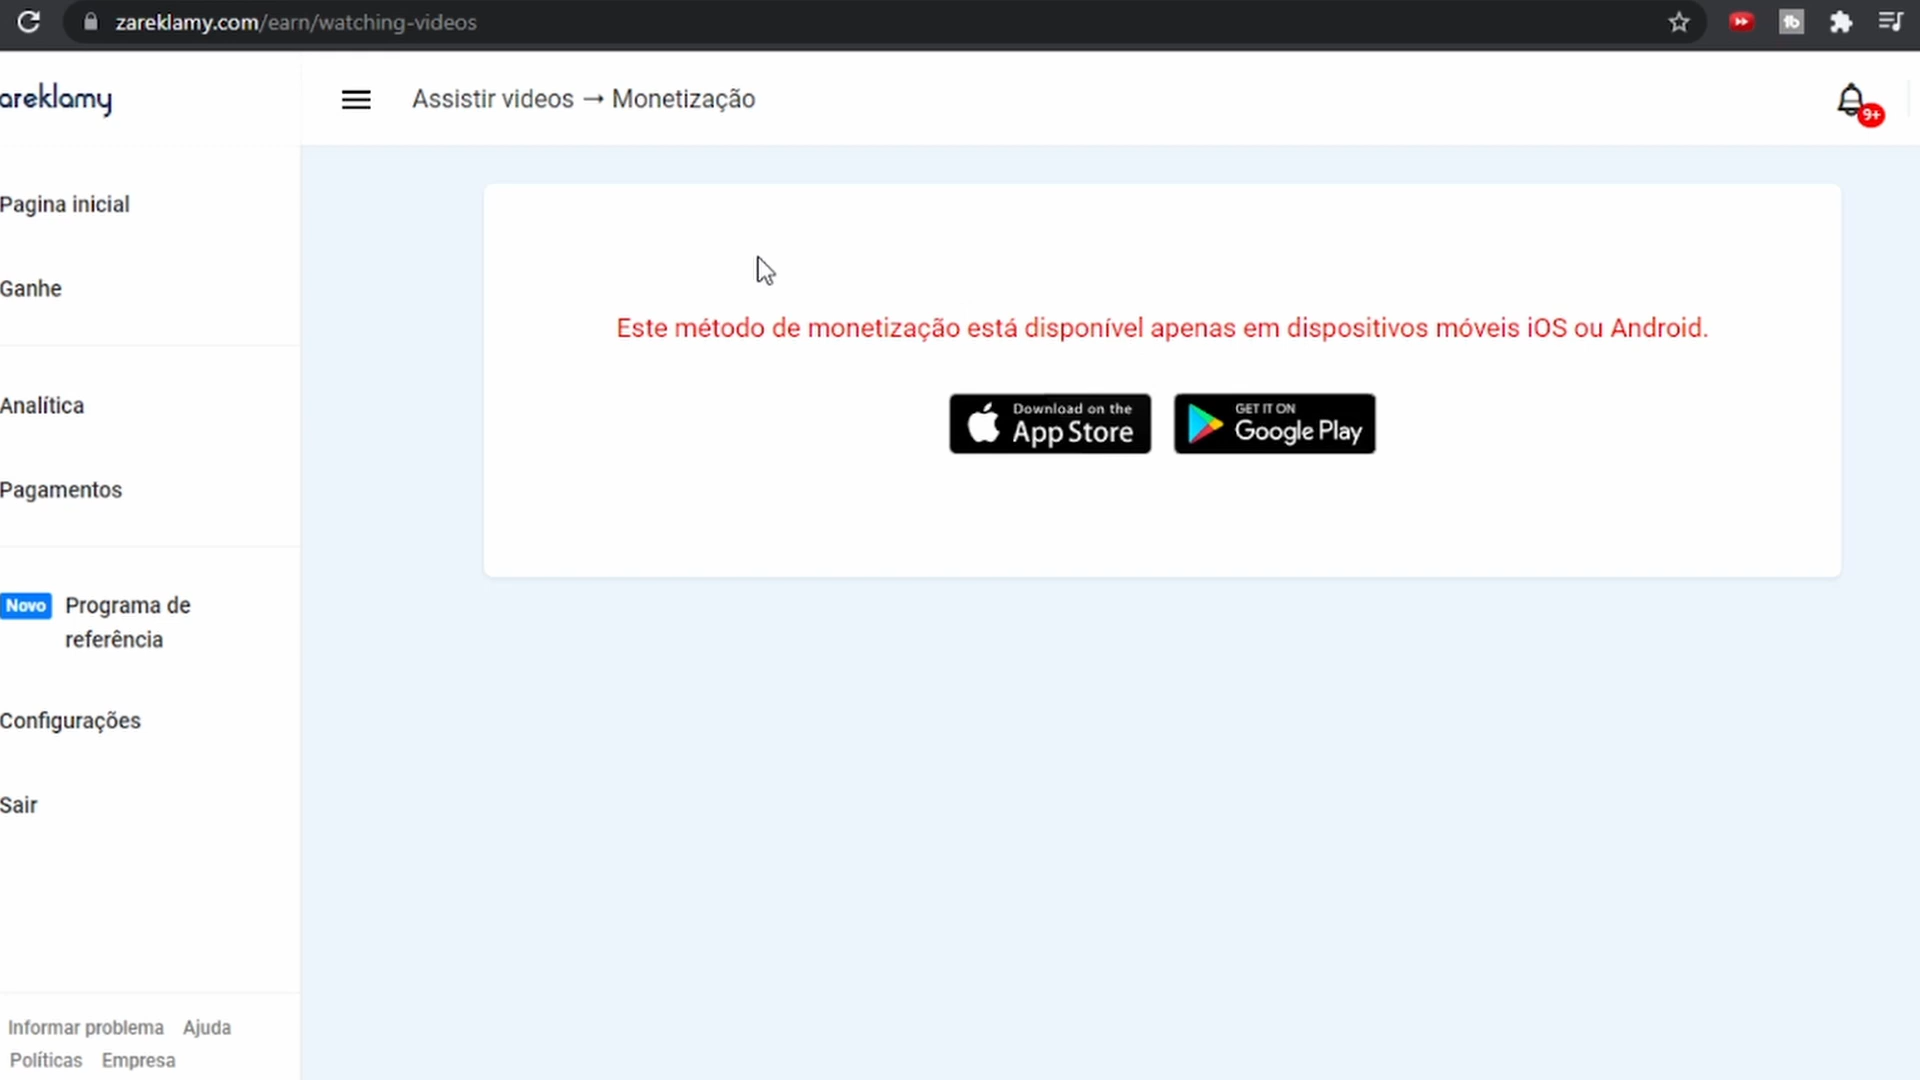 zareklamy.com/earn/watching-videos
areklamy
Assistir videos → Monetização
9+
Pagina inicial
Ganhe
Analítica
Pagamentos
Novo Programa de
referência
Configurações
Sair
Informar problema Ajuda
Políticas Empresa
Este método de monetização está disponível apenas em dispositivos móveis iOS ou Android.
Download on the
App Store
GET IT ON
Google Play